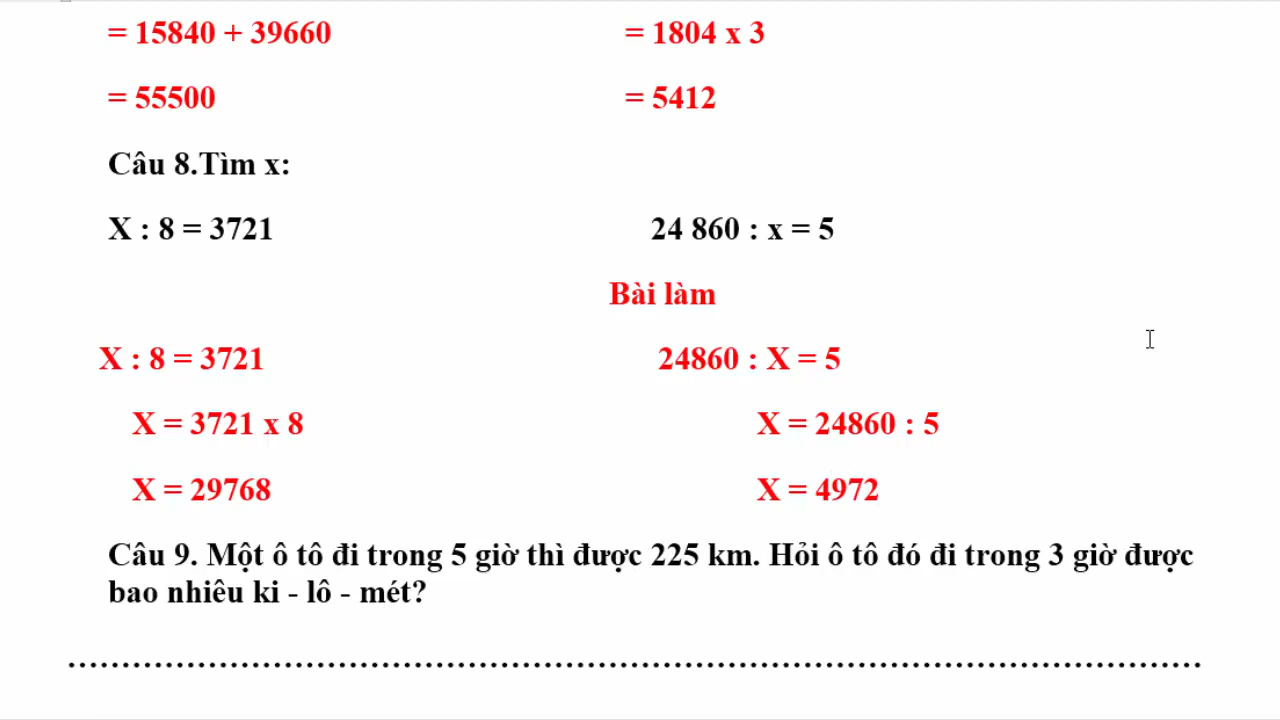 = 15840 + 39660 = 1804 x 3
= 55500 = 5412
Câu 8.Tìm x:
X : 8 = 3721 24 860 : x = 5
Bài làm
X : 8 = 3721 24860 : X = 5
X = 3721 x 8 X = 24860 : 5
X = 29768 X = 4972
Câu 9. Một ô tô đi trong 5 giờ thì được 225 km. Hỏi ô tô đó đi trong 3 giờ được
bao nhiêu ki - lô - mét?
................................................................................................